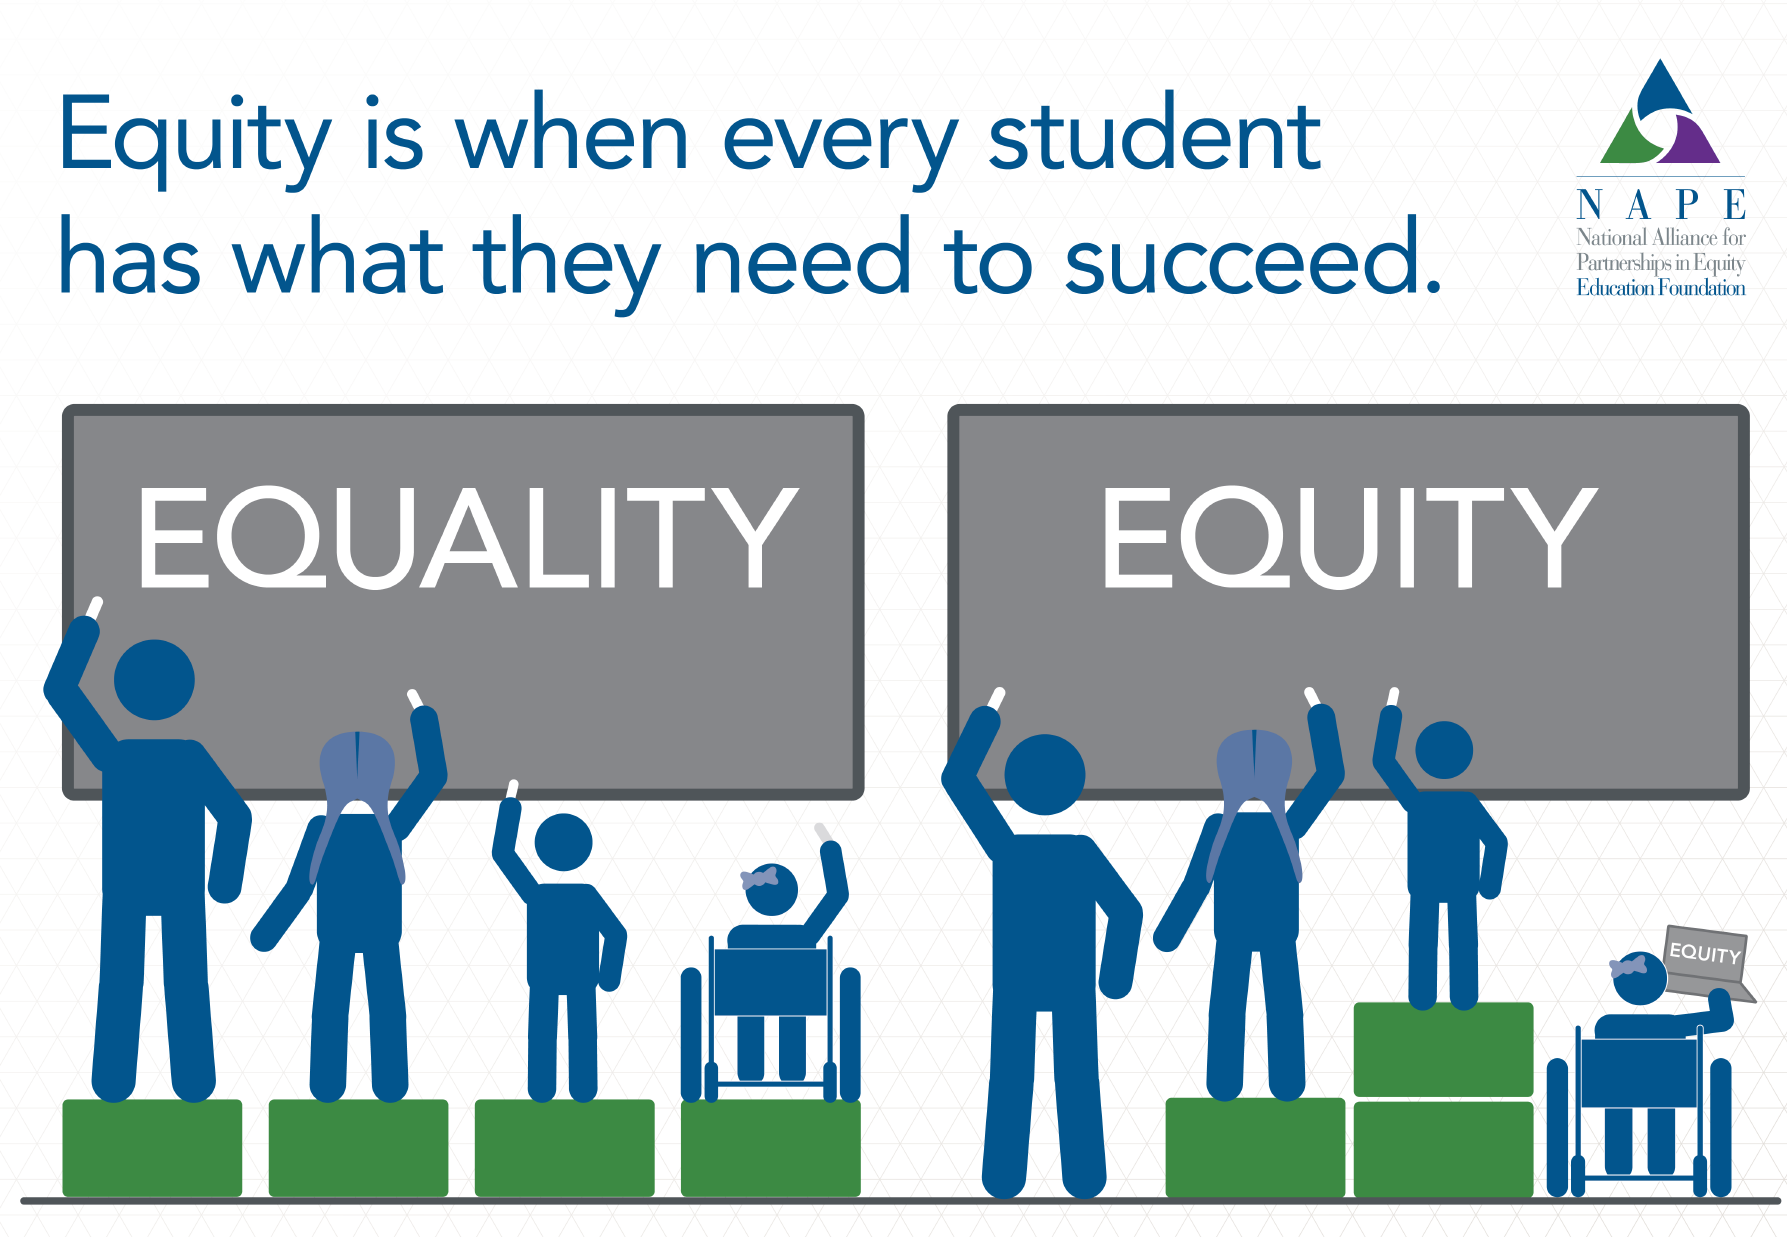 Equity is when every student
has what they need to succeed.
NAPE
National Alliance for
Partnerships in Equity
Education Foundation
EQUALITY
EQUITY
EQUITY